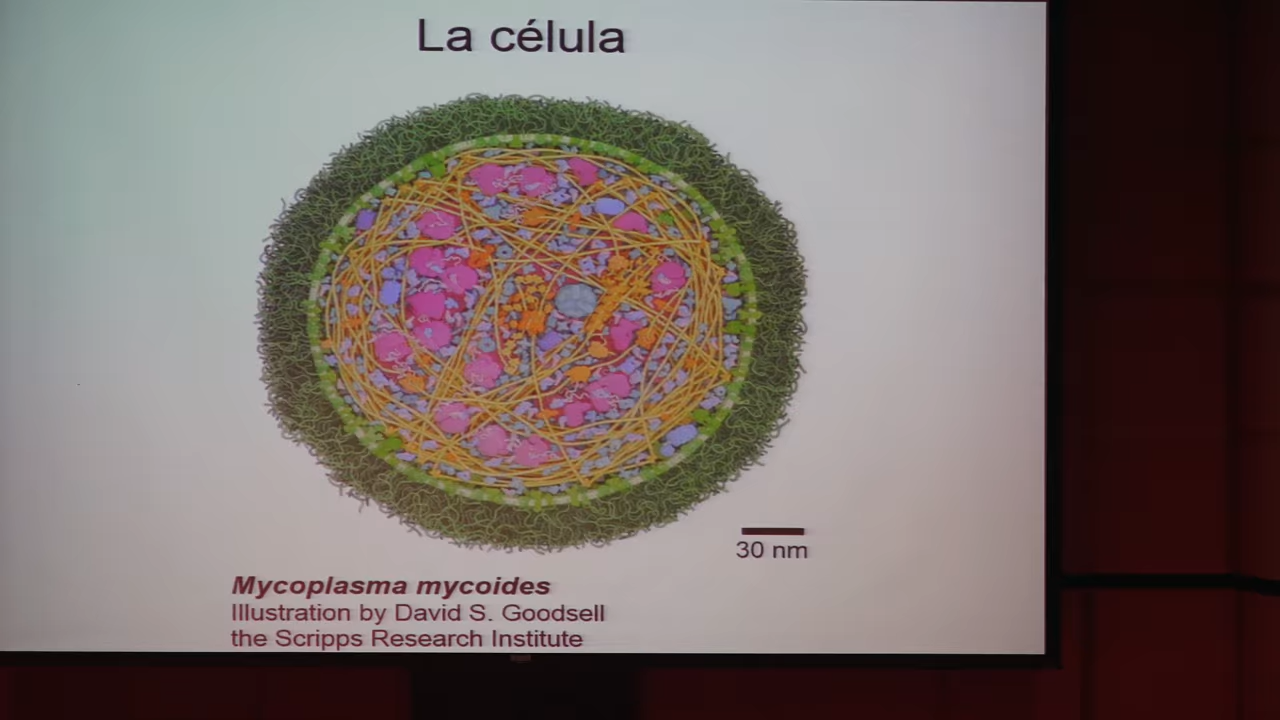 La célula
30 nm
Mycoplasma mycoides
Illustration by David S. Goodsell
the Scripps Research Institute